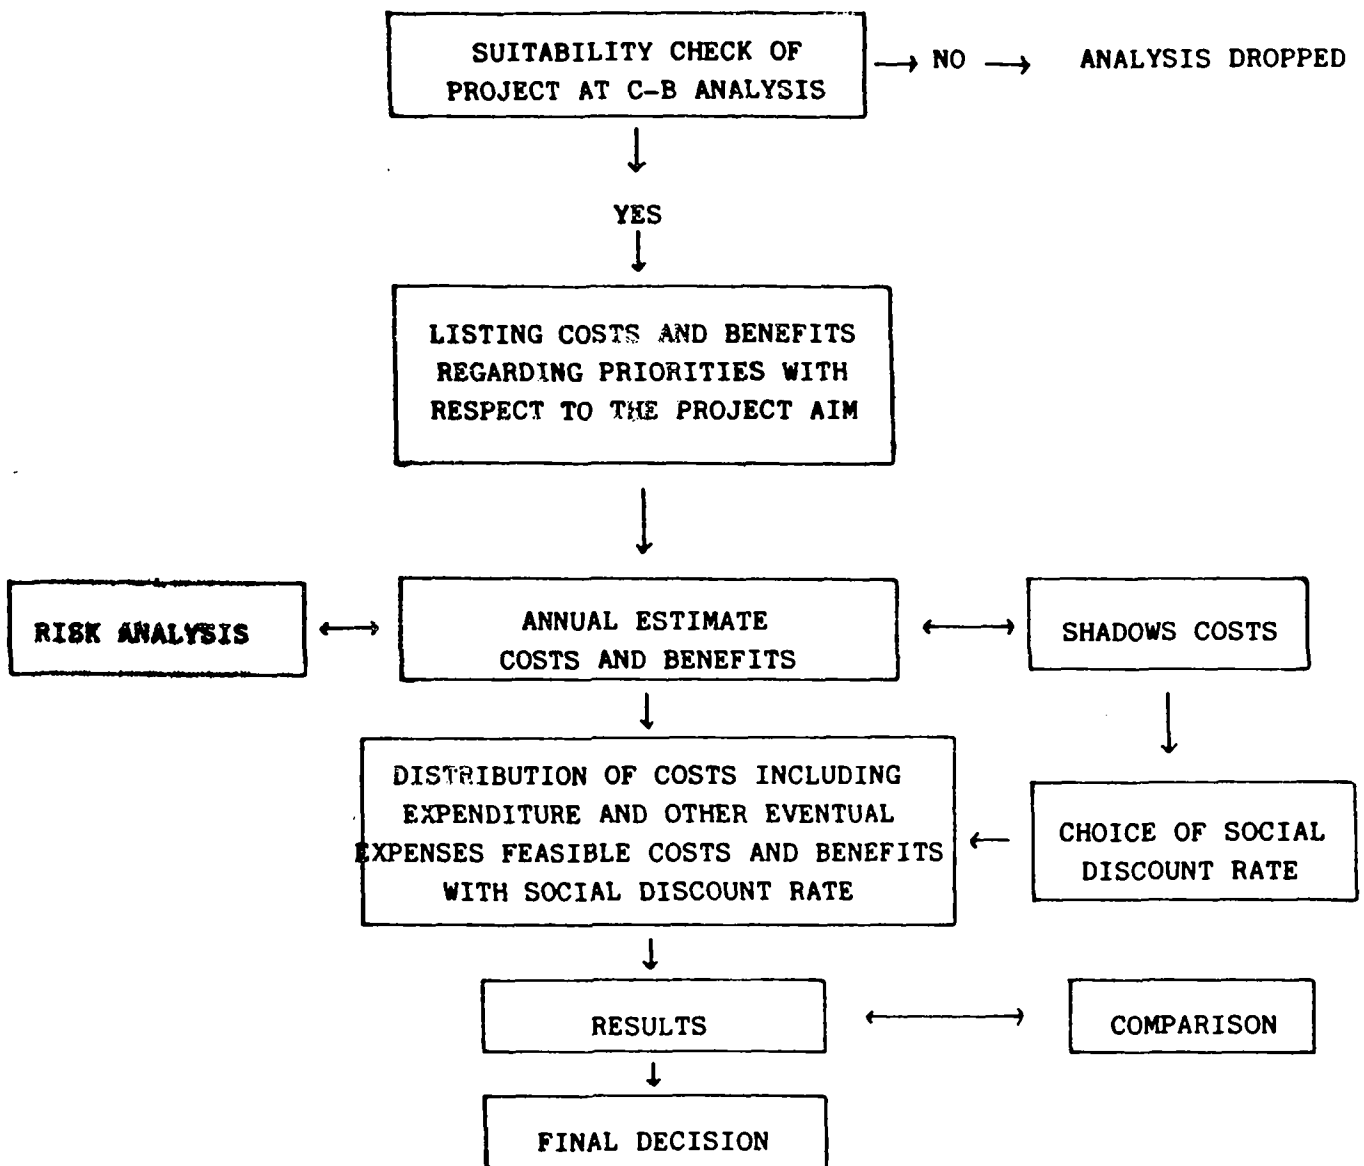 SUITABILITY CHECK OF
PROJECT AT C-B ANALYSIS
NO
ANALYSIS DROPPED
YES
LISTING COSTS AND BENEFITS
REGARDING PRIORITIES WITH
RESPECT TO THE PROJECT AIM
RISK ANALYSIS
ANNUAL ESTIMATE
COSTS AND BENEFITS
SHADOWS COSTS
DISTRIBUTION OF COSTS INCLUDING
EXPENDITURE AND OTHER EVENTUAL
EXPENSES FEASIBLE COSTS AND BENEFITS
WITH SOCIAL DISCOUNT RATE
CHOICE OF SOCIAL
DISCOUNT RATE
RESULTS
COMPARISON
FINAL DECISION